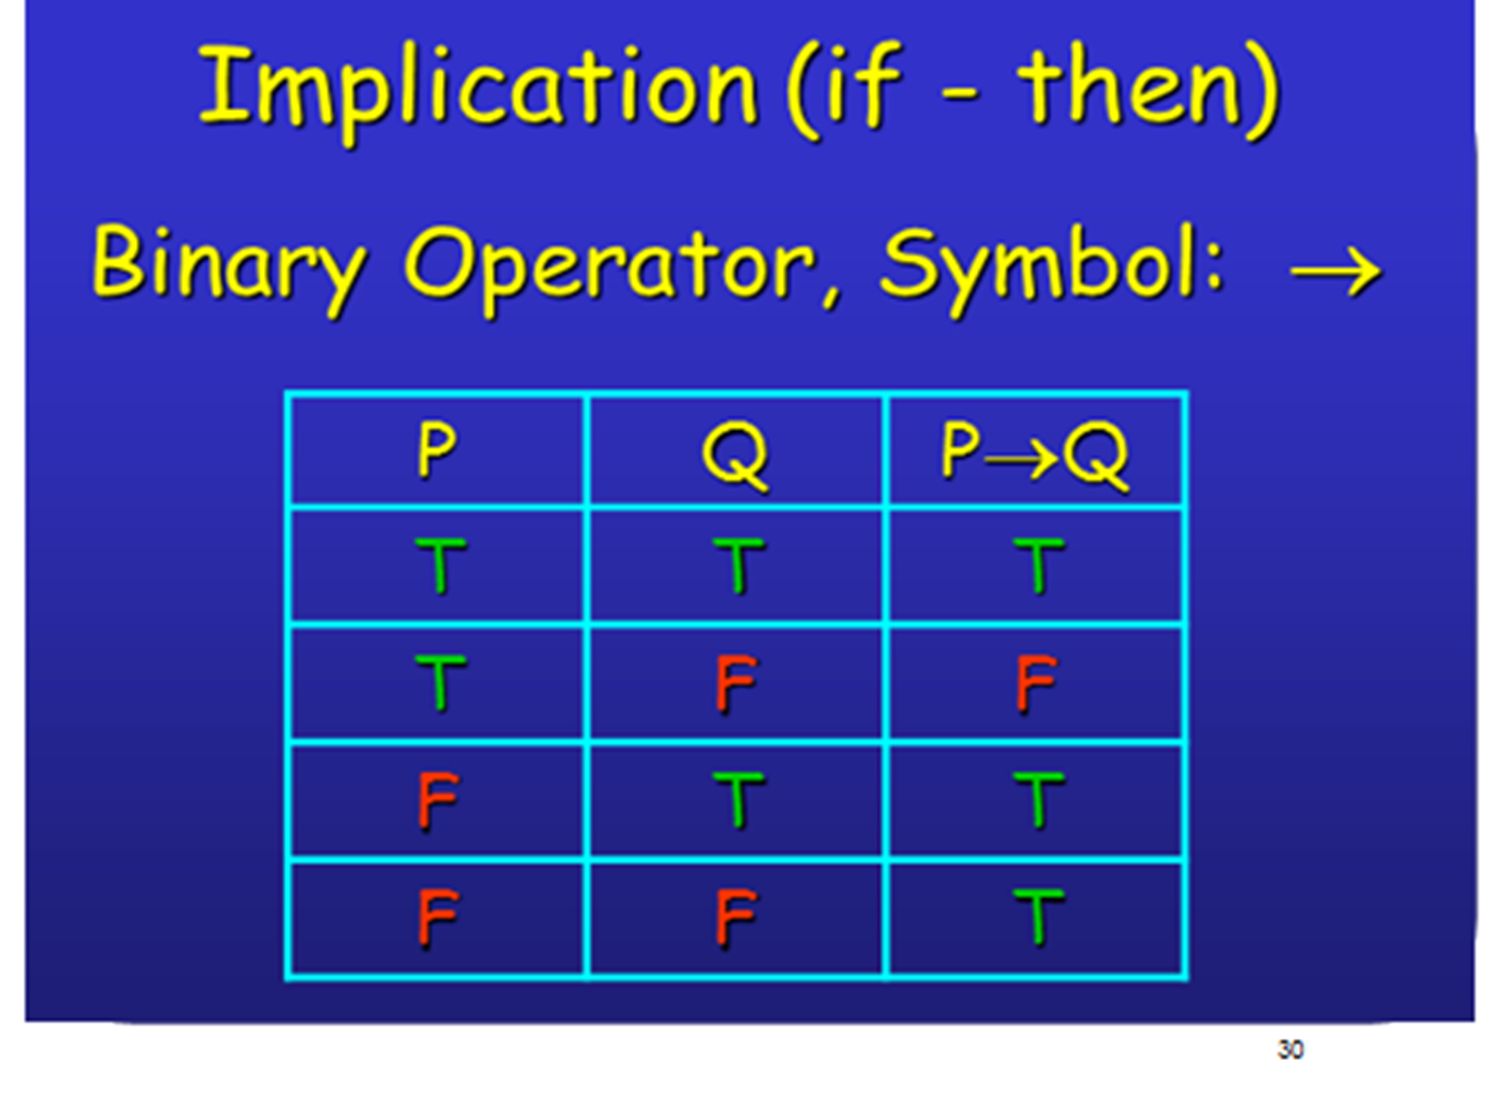 Implication (if - then)
Binary Operator, Symbol: →
P Q P→Q
T T T
T F F
F T T
F F T
30